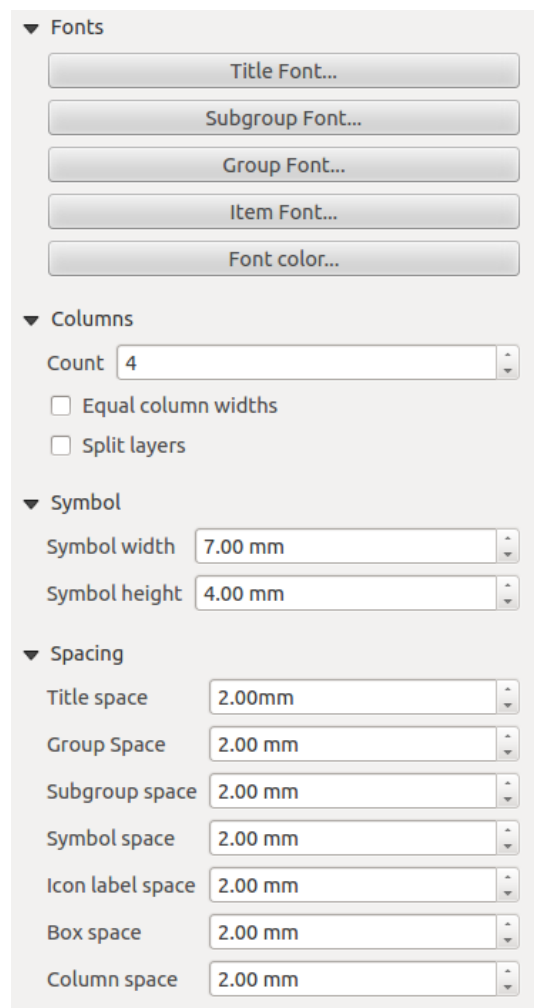 Fonts
Title Font...
Subgroup Font...
Group Font...
Item Font...
Font color...
Columns
Count 4
Equal column widths
Split layers
Symbol
Symbol width 7.00 mm
Symbol height 4.00 mm
Spacing
Title space 2.00mm
Group Space 2.00 mm
Subgroup space 2.00 mm
Symbol space 2.00 mm
Icon label space 2.00 mm
Box space 2.00 mm
Column space 2.00 mm